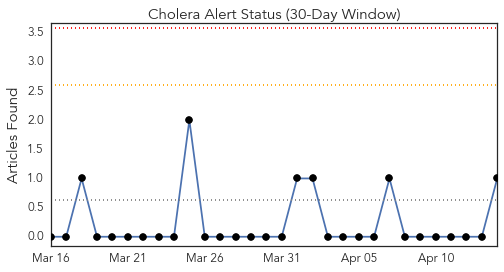 Cholera Alert Status (30-Day Window)
Articles Found
3.5
3.0
2.5
2.0
1.5
1.0
0.5
0.0
Mar 16 Mar 21 Mar 26 Mar 31 Apr 05 Apr 10